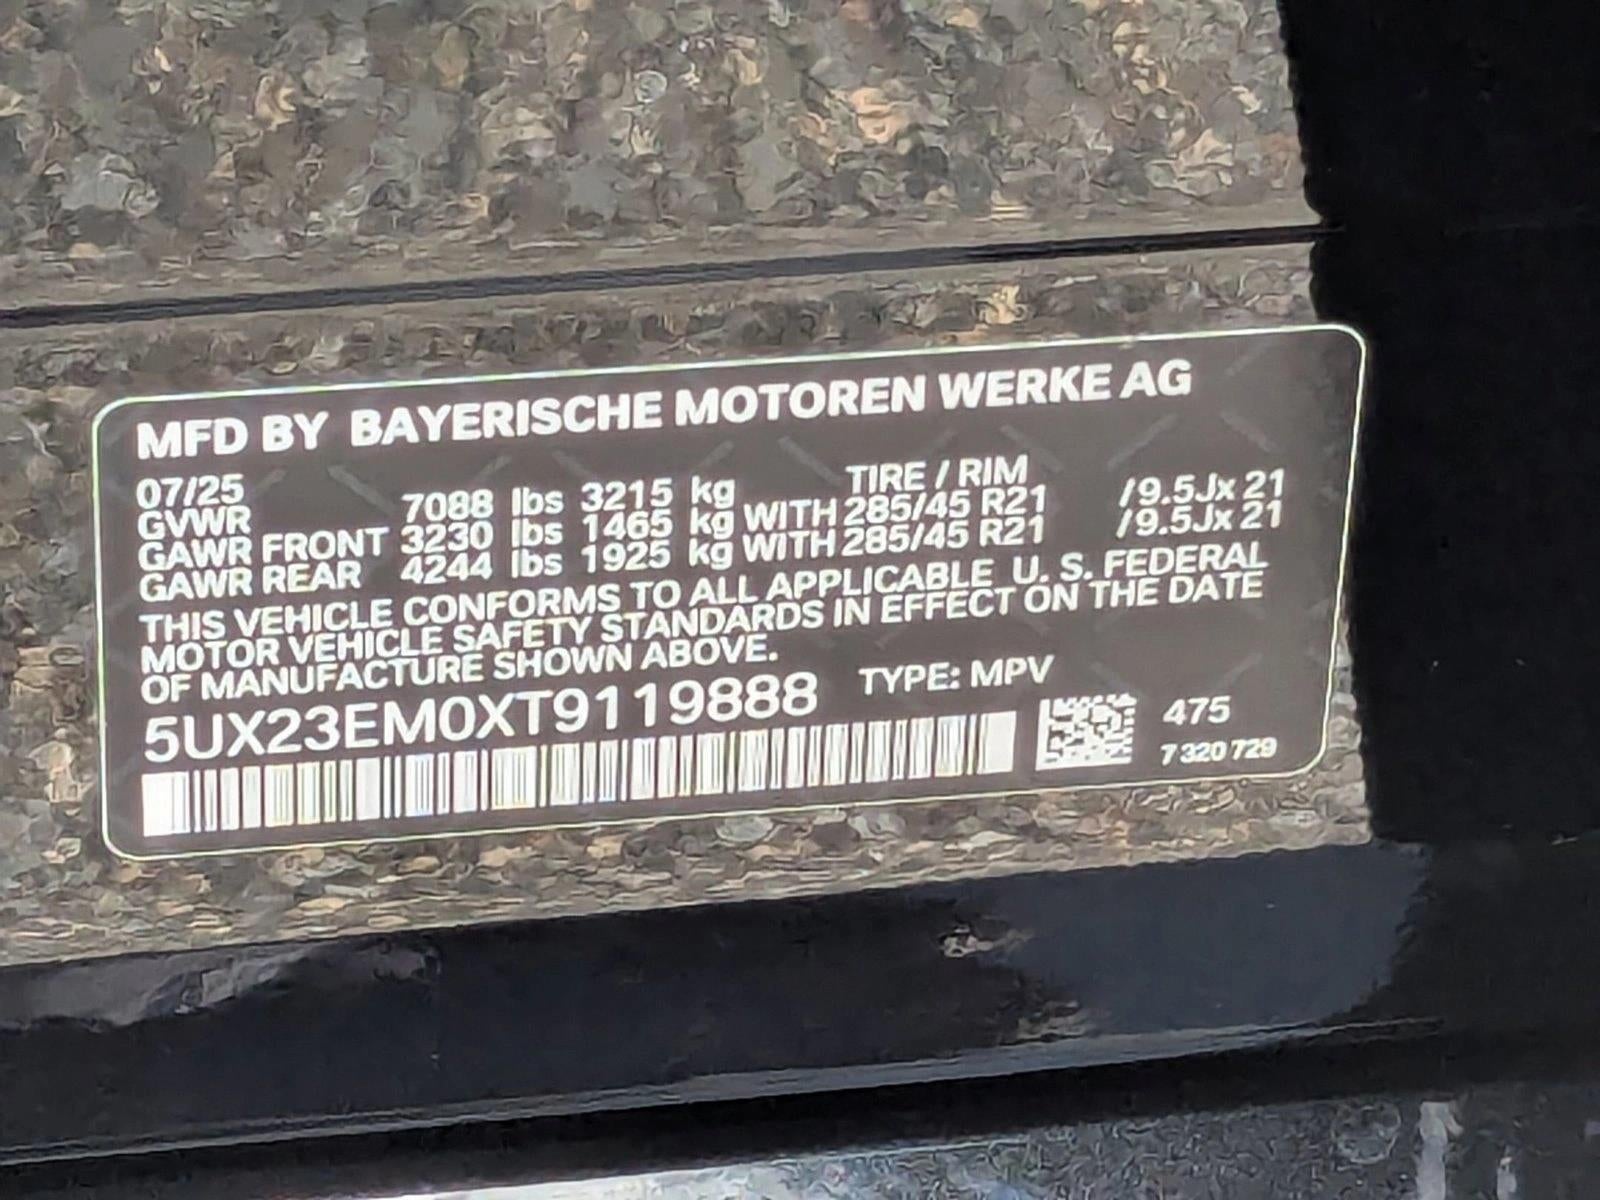 MFD BY BAYERISCHE MOTOREN WERKE AG
07/25 TIRE / RIM
GVWR 7088 lbs 3215 kg
GAWR FRONT 3230 lbs 1465 kg WITH 285/45 R21 /9.5Jx 21
GAWR REAR 4244 lbs 1925 kg WITH 285/45 R21 /9.5Jx 21
THIS VEHICLE CONFORMS TO ALL APPLICABLE U. S. FEDERAL
MOTOR VEHICLE SAFETY STANDARDS IN EFFECT ON THE DATE
OF MANUFACTURE SHOWN ABOVE.
5UX23EM0XT9119888 TYPE: MPV
475
7 320 729